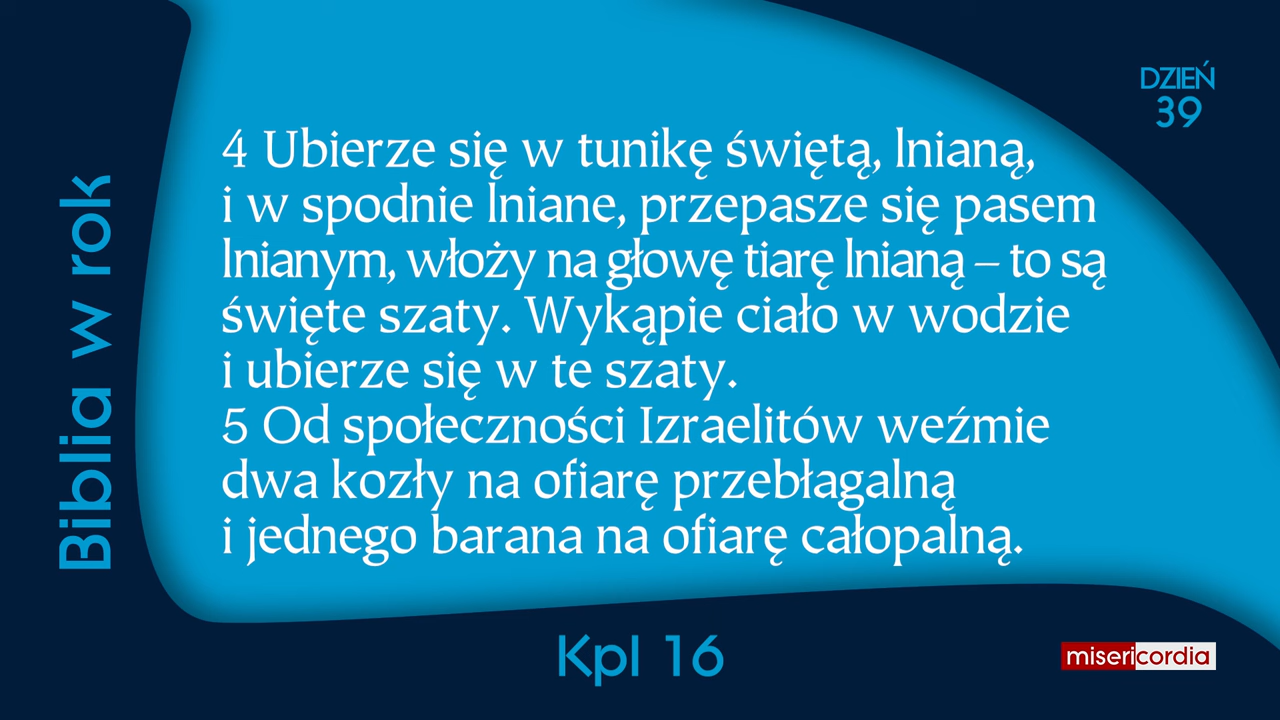 DZIEŃ
39
4 Ubierze się w tunikę świętą, lnianą,
i w spodnie lniane, przepasze się pasem
lnianym, włoży na głowę tiarę lnianą – to są
święte szaty. Wykąpie ciało w wodzie
i ubierze się w te szaty.
5 Od społeczności Izraelitów weźmie
dwa kozły na ofiarę przebłagalną
i jednego barana na ofiarę całopalną.
Biblia w rok
Kpl 16
misericordia